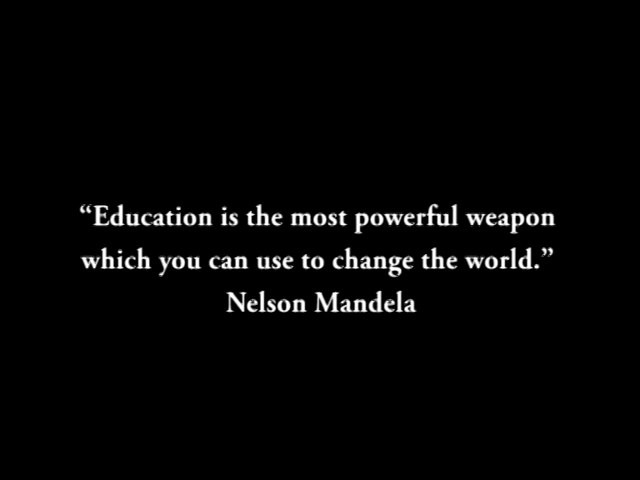 “Education is the most powerful weapon
which you can use to change the world.”
Nelson Mandela